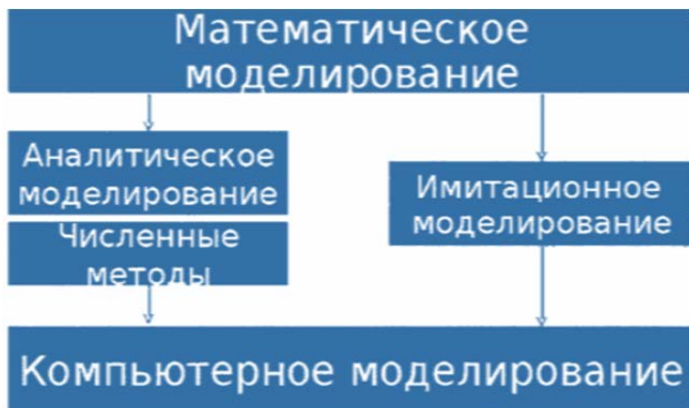 Математическое
моделирование
Аналитическое
моделирование
Численные
методы
Имитационное
моделирование
Компьютерное моделирование